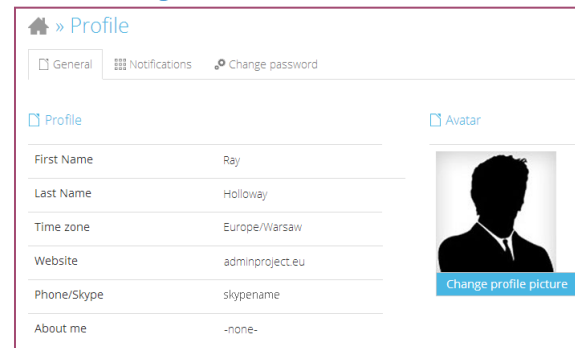 » Profile
General Notifications Change password
Profile
Avatar
First Name Ray
Last Name Holloway
Time zone Europe/Warsaw
Website adminproject.eu
Phone/Skype skypename
About me -none-
Change profile picture